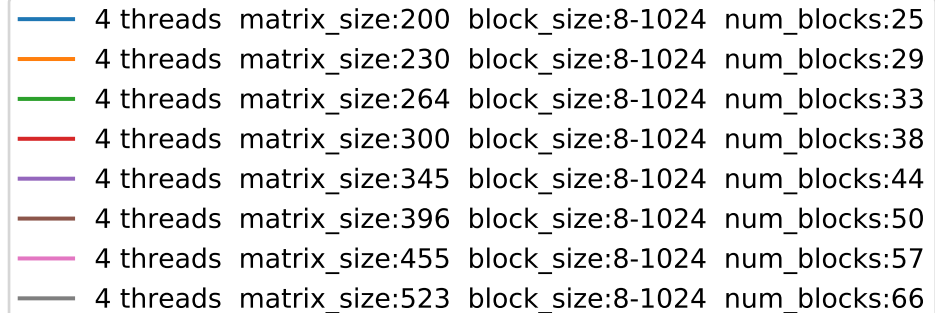 4 threads matrix_size:200 block_size:8-1024 num_blocks:25
4 threads matrix_size:230 block_size:8-1024 num_blocks:29
4 threads matrix_size:264 block_size:8-1024 num_blocks:33
4 threads matrix_size:300 block_size:8-1024 num_blocks:38
4 threads matrix_size:345 block_size:8-1024 num_blocks:44
4 threads matrix_size:396 block_size:8-1024 num_blocks:50
4 threads matrix_size:455 block_size:8-1024 num_blocks:57
4 threads matrix_size:523 block_size:8-1024 num_blocks:66